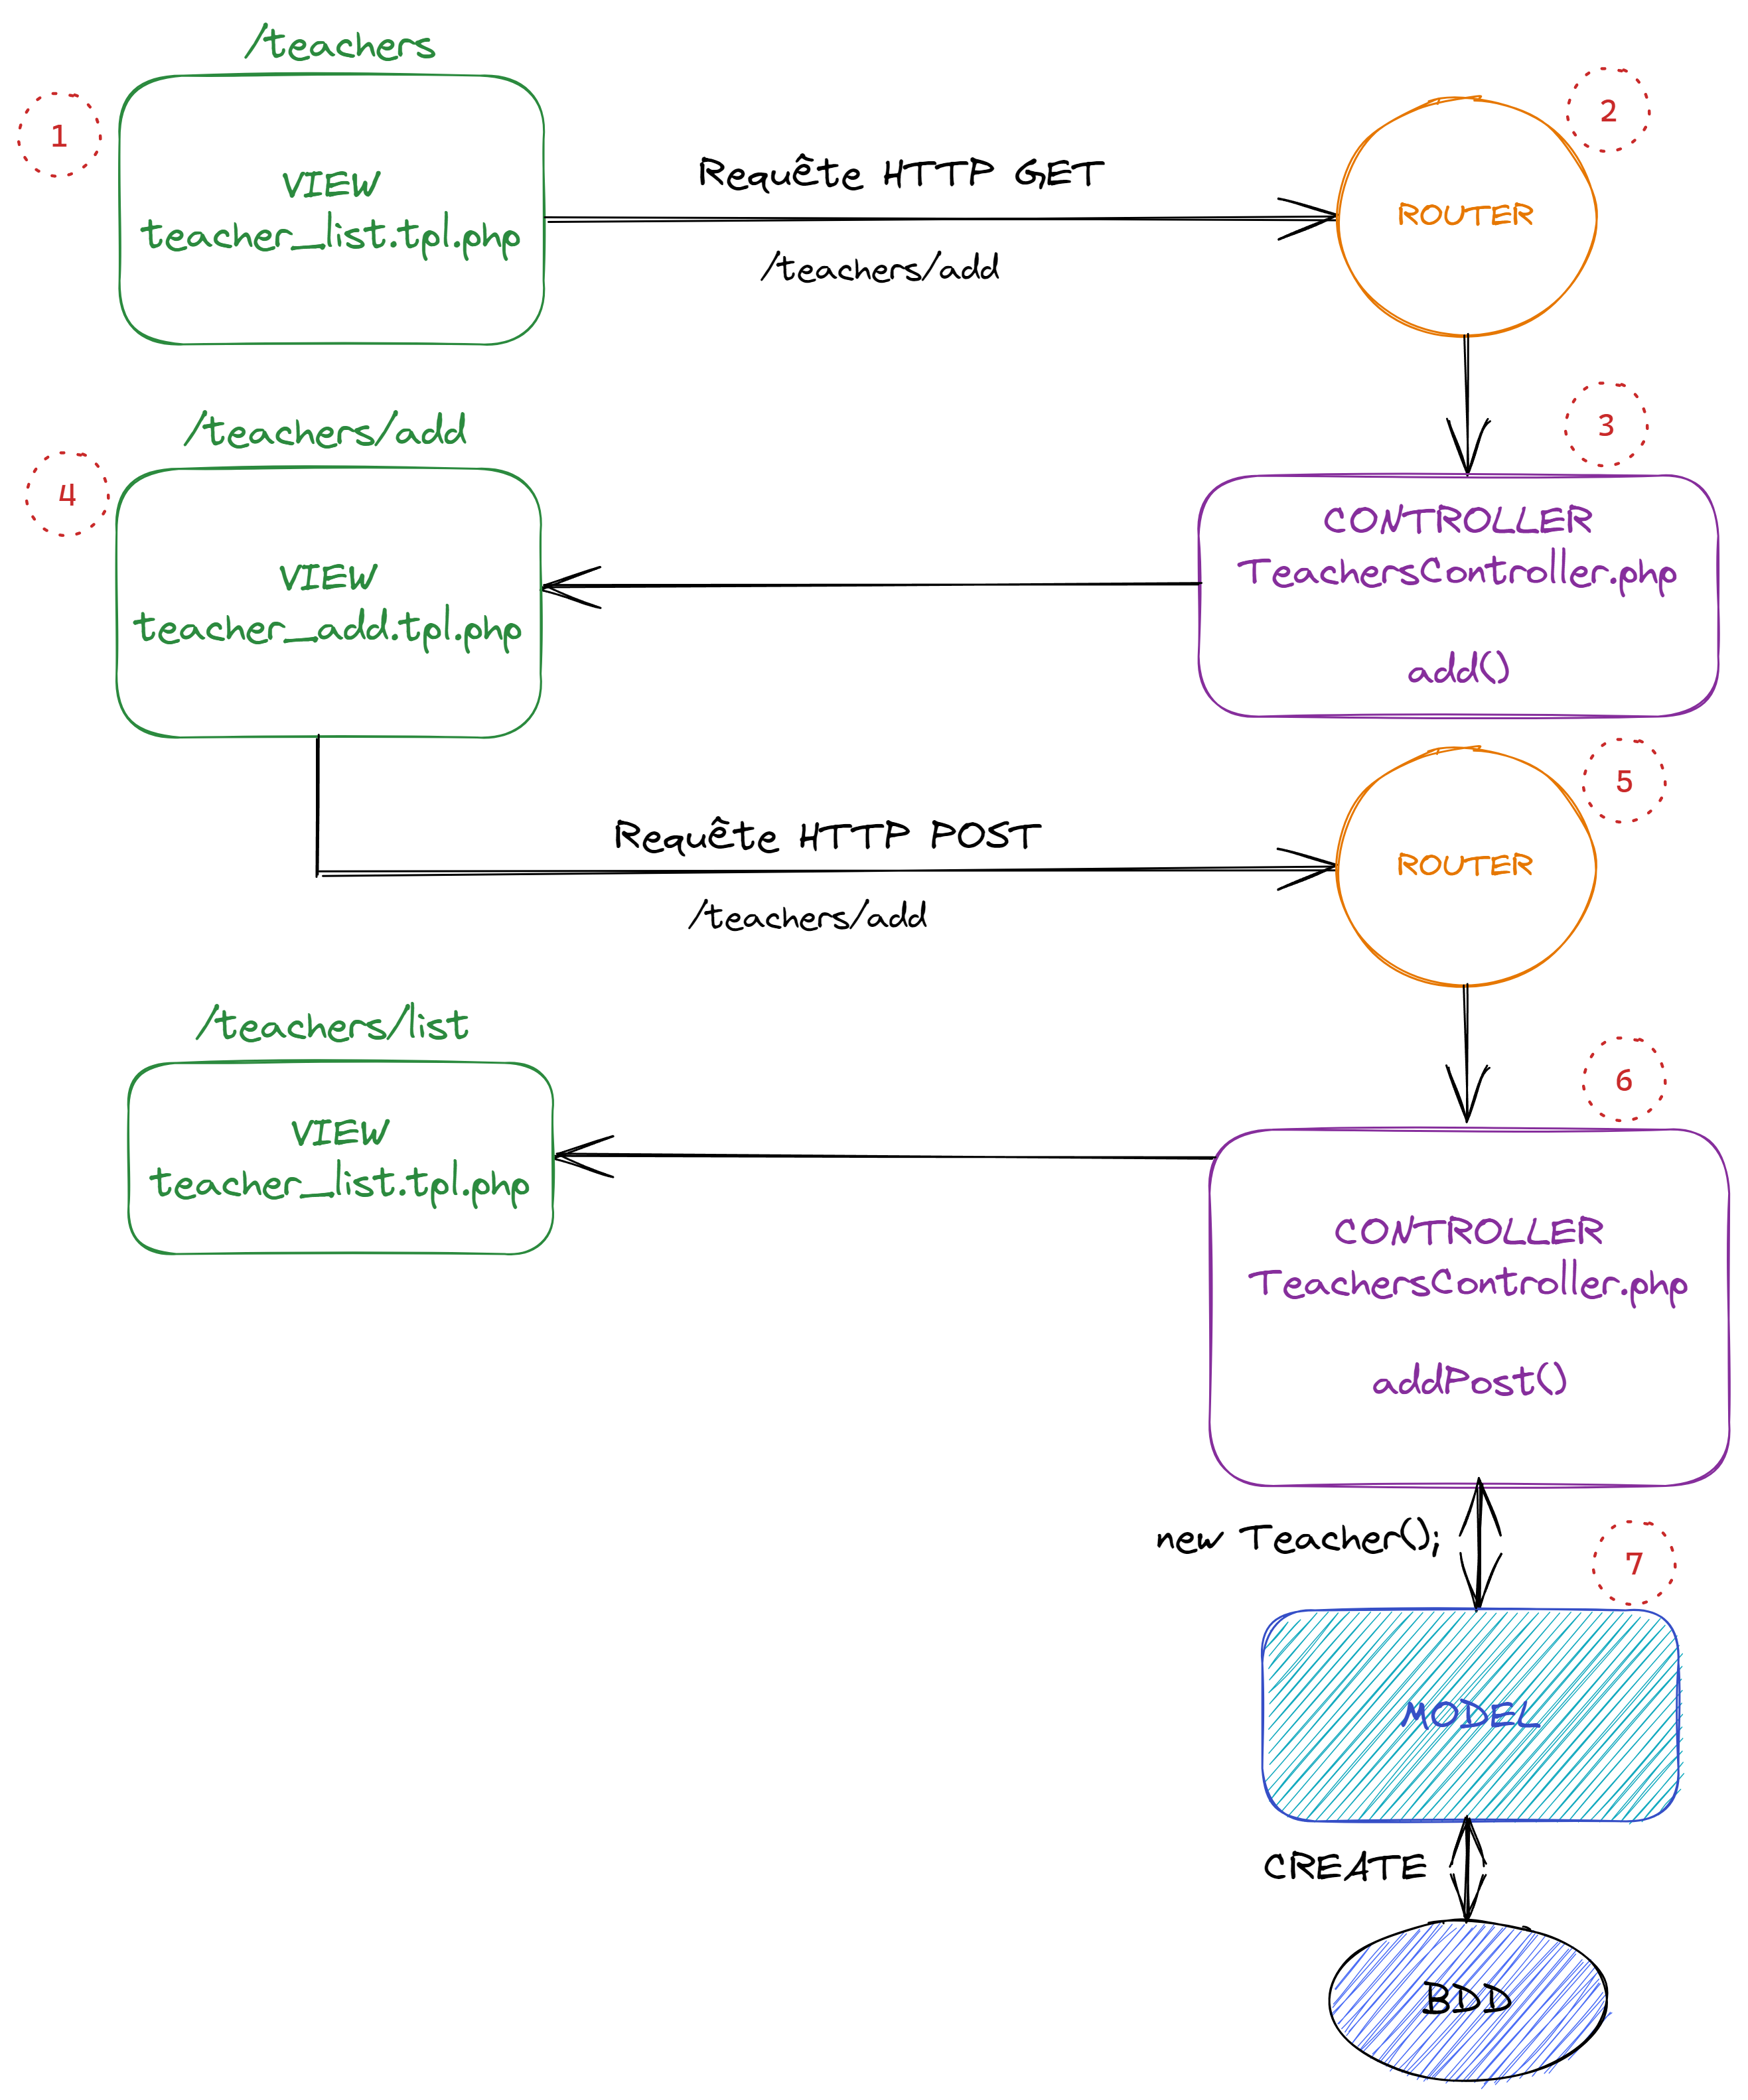 /teachers
1
VIEW
teacher_list.tpl.php
Requête HTTP GET
/teachers/add
2
ROUTER
3
CONTROLLER
TeachersController.php
add()
/teachers/add
4
VIEW
teacher_add.tpl.php
Requête HTTP POST
/teachers/add
5
ROUTER
6
CONTROLLER
TeachersController.php
addPost()
/teachers/list
VIEW
teacher_list.tpl.php
new Teacher();
7
MODEL
CREATE
BDD